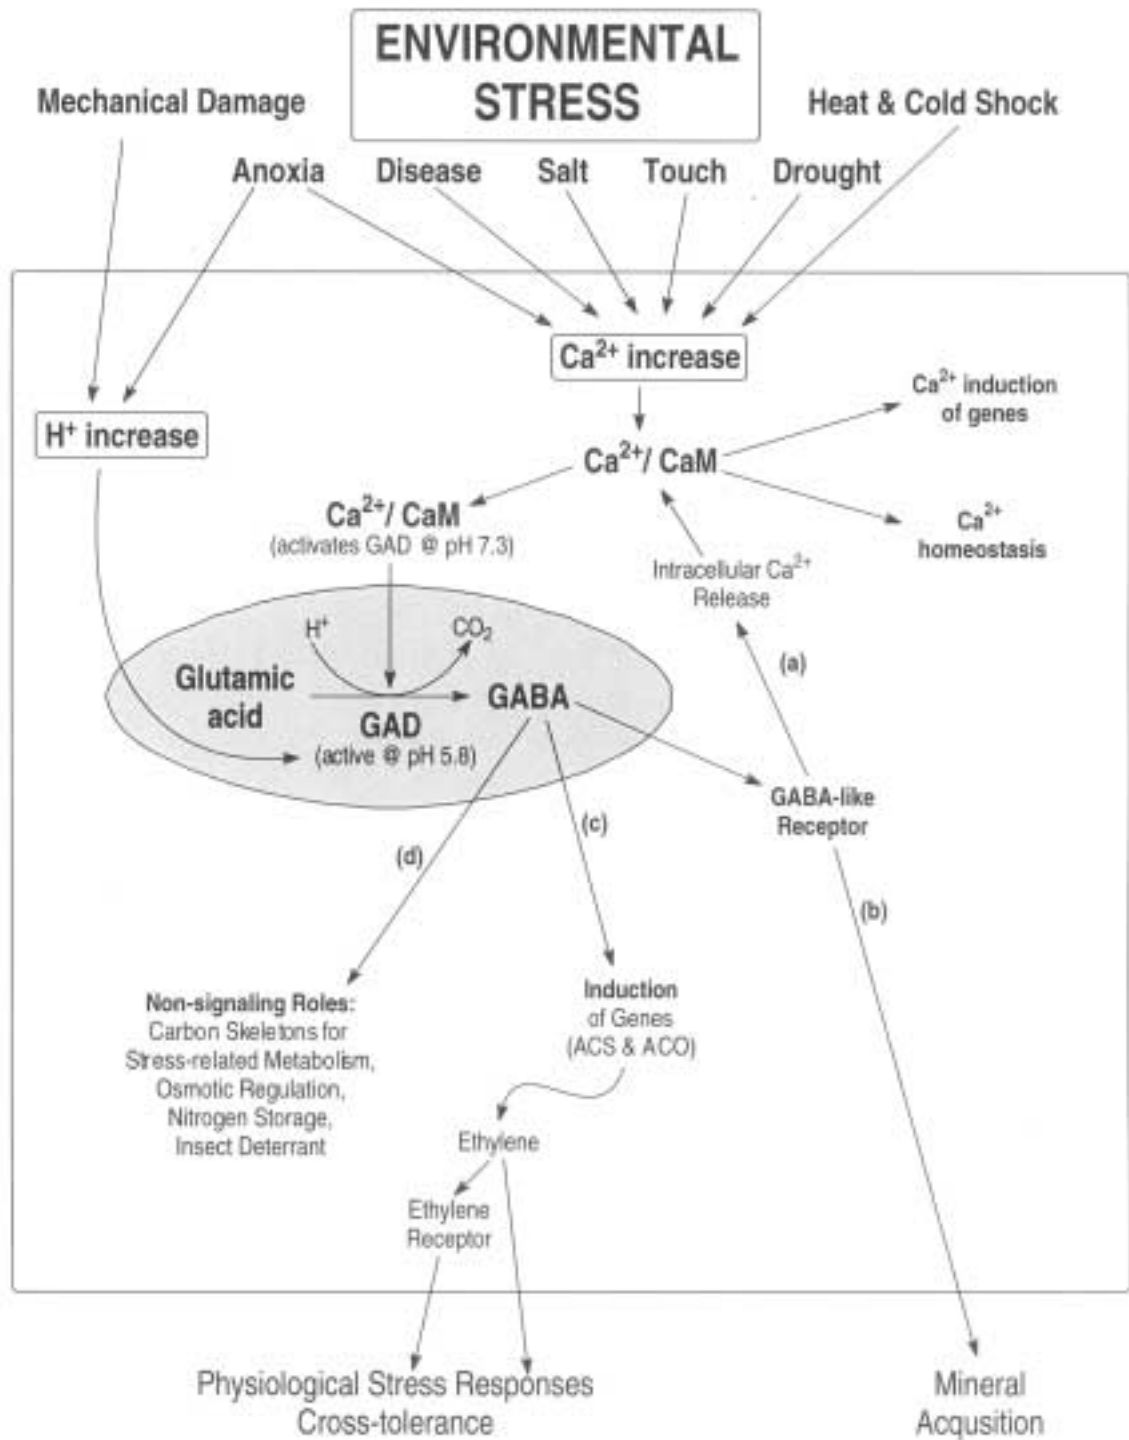 ENVIRONMENTAL
STRESS
Mechanical Damage
Heat & Cold Shock
Anoxia
Disease
Salt
Touch
Drought
Ca²⁺ increase
H⁺ increase
Ca²⁺ induction
of genes
Ca²⁺/ CaM
Ca²⁺/ CaM
(activates GAD @ pH 7.3)
Ca²⁺
homeostasis
Intracellular Ca²⁺
Release
H⁺
CO₂
(a)
Glutamic
acid
GABA
GAD
(active @ pH 5.8)
GABA-like
Receptor
(c)
(d)
(b)
Non-signaling Roles:
Carbon Skeletons for
Stress-related Metabolism,
Osmotic Regulation,
Nitrogen Storage,
Insect Deterrant
Induction
of Genes
(ACS & ACO)
Ethylene
Ethylene
Receptor
Physiological Stress Responses
Cross-tolerance
Mineral
Acqusition